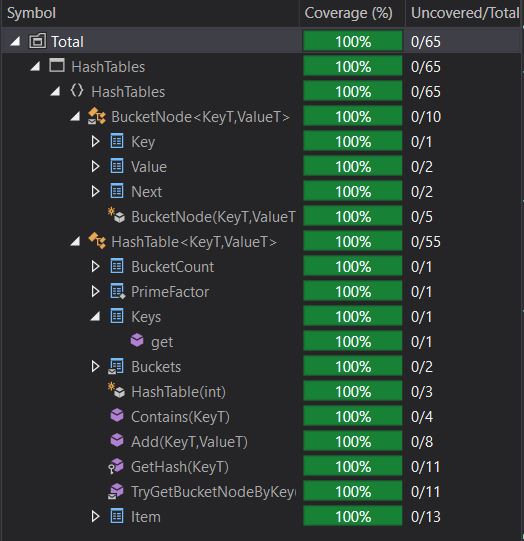 Symbol Coverage (%) Uncovered/Total
Total 100% 0/65
HashTables 100% 0/65
HashTables 100% 0/65
BucketNode<KeyT,ValueT> 100% 0/10
Key 100% 0/1
Value 100% 0/2
Next 100% 0/2
BucketNode(KeyT,ValueT 100% 0/5
HashTable<KeyT,ValueT> 100% 0/55
BucketCount 100% 0/1
PrimeFactor 100% 0/1
Keys 100% 0/1
get 100% 0/1
Buckets 100% 0/2
HashTable(int) 100% 0/3
Contains(KeyT) 100% 0/4
Add(KeyT,ValueT) 100% 0/8
GetHash(KeyT) 100% 0/11
TryGetBucketNodeByKey( 100% 0/11
Item 100% 0/13